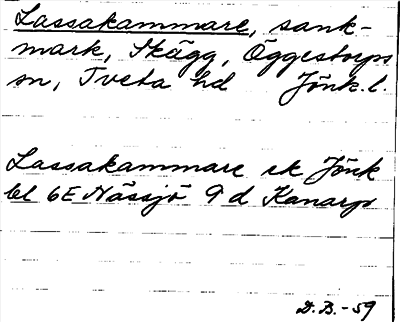 Lassakammare, sank-
mark, Skägg, Öggestorps
sn, Tveta hd Jönk.l.
Lassakammare ek Jönk
bl 6E Nässjö 9 d Kanarp
D.B.-59